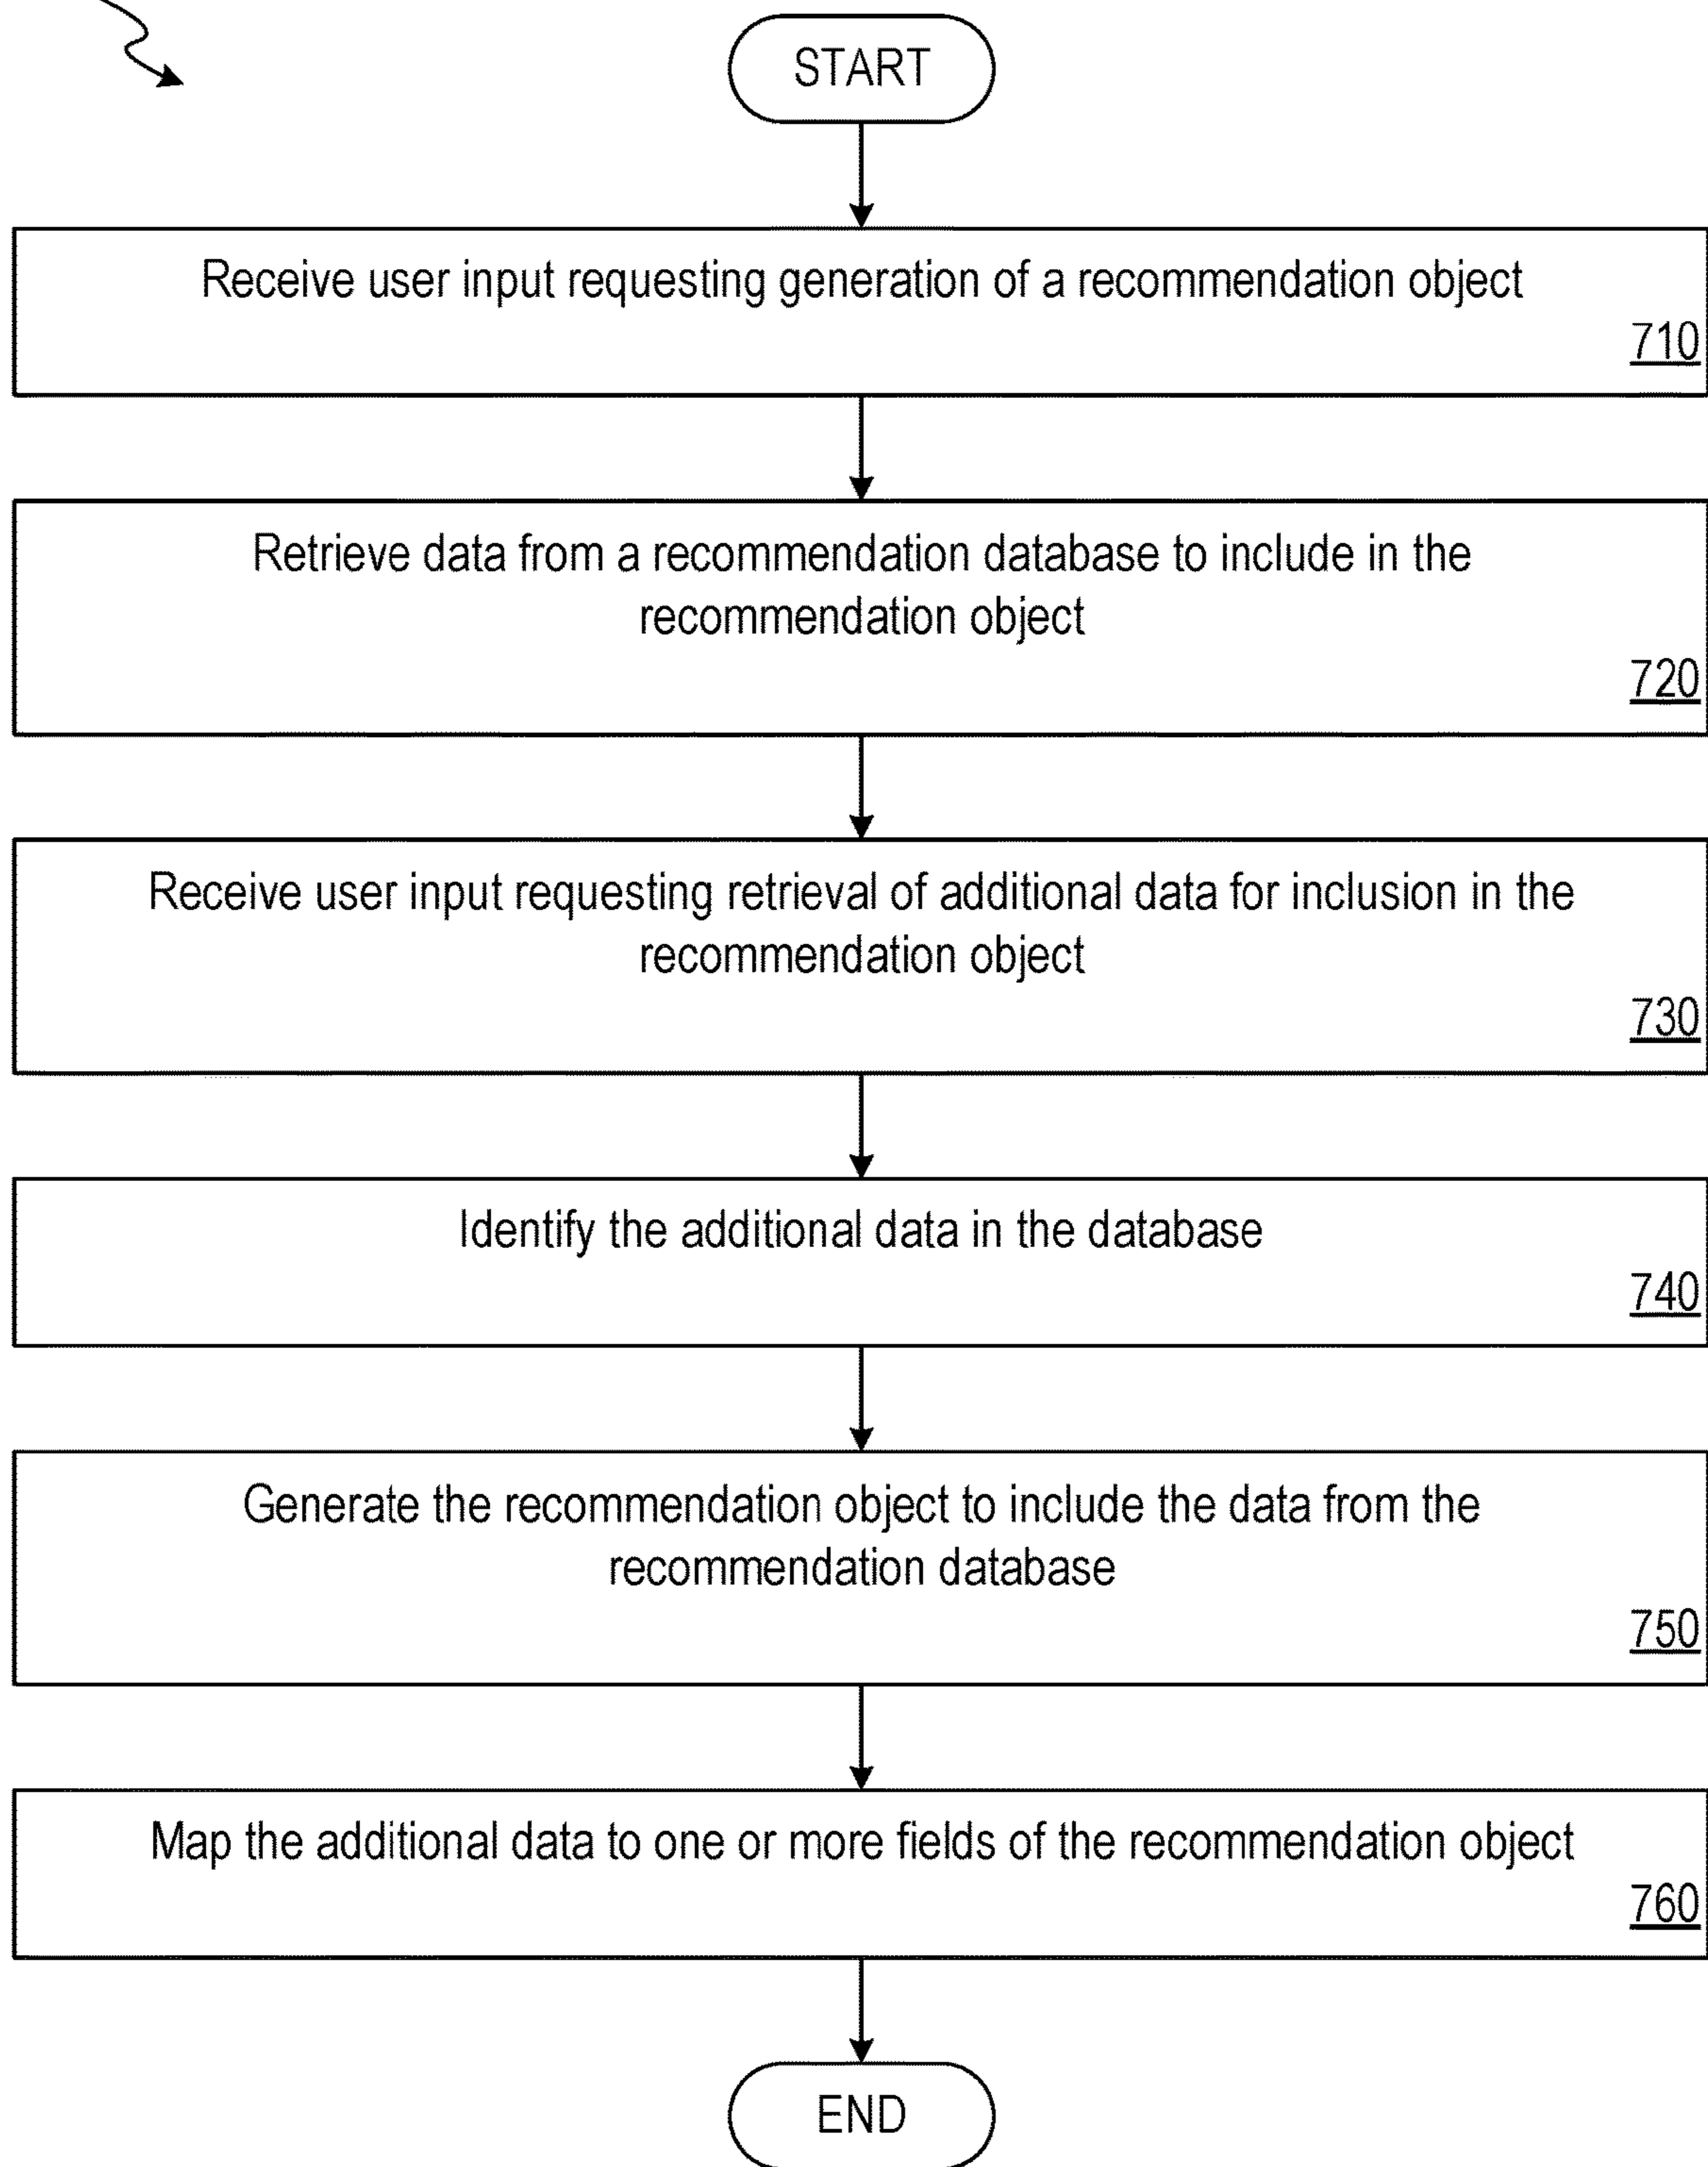 START
Receive user input requesting generation of a recommendation object
710
Retrieve data from a recommendation database to include in the
recommendation object
720
Receive user input requesting retrieval of additional data for inclusion in the
recommendation object
730
Identify the additional data in the database
740
Generate the recommendation object to include the data from the
recommendation database
750
Map the additional data to one or more fields of the recommendation object
760
END